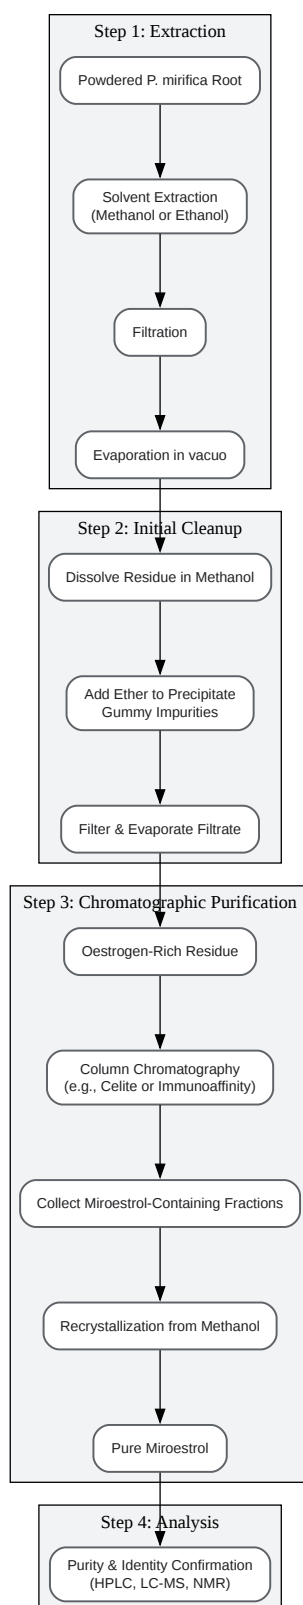 Step 1: Extraction
Powdered P. mirifica Root
Solvent Extraction
(Methanol or Ethanol)
Filtration
Evaporation in vacuo
Step 2: Initial Cleanup
Dissolve Residue in Methanol
Add Ether to Precipitate
Gummy Impurities
Filter & Evaporate Filtrate
Step 3: Chromatographic Purification
Oestrogen-Rich Residue
Column Chromatography
(e.g., Celite or Immunoaffinity)
Collect Miroestrol-Containing Fractions
Recrystallization from Methanol
Pure Miroestrol
Step 4: Analysis
Purity & Identity Confirmation
(HPLC, LC-MS, NMR)